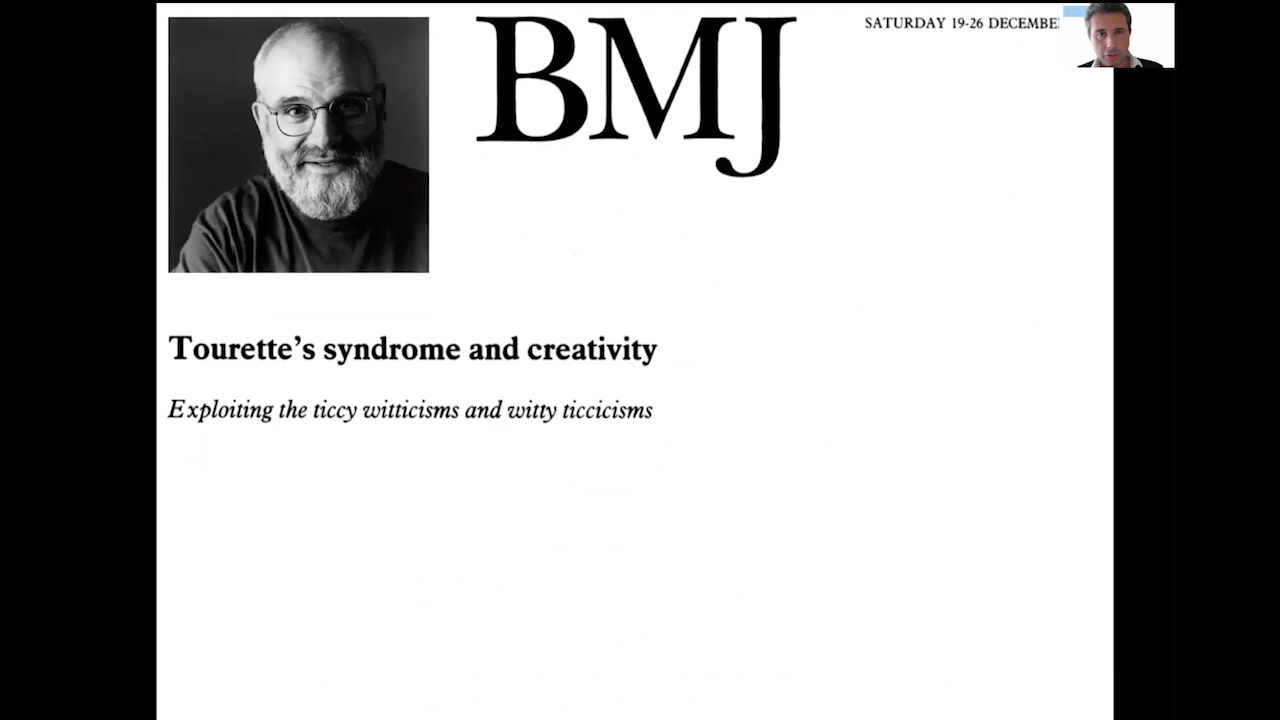 BMJ
SATURDAY 19-26 DECEMBE
Tourette's syndrome and creativity
Exploiting the ticcy witticisms and witty ticcicisms